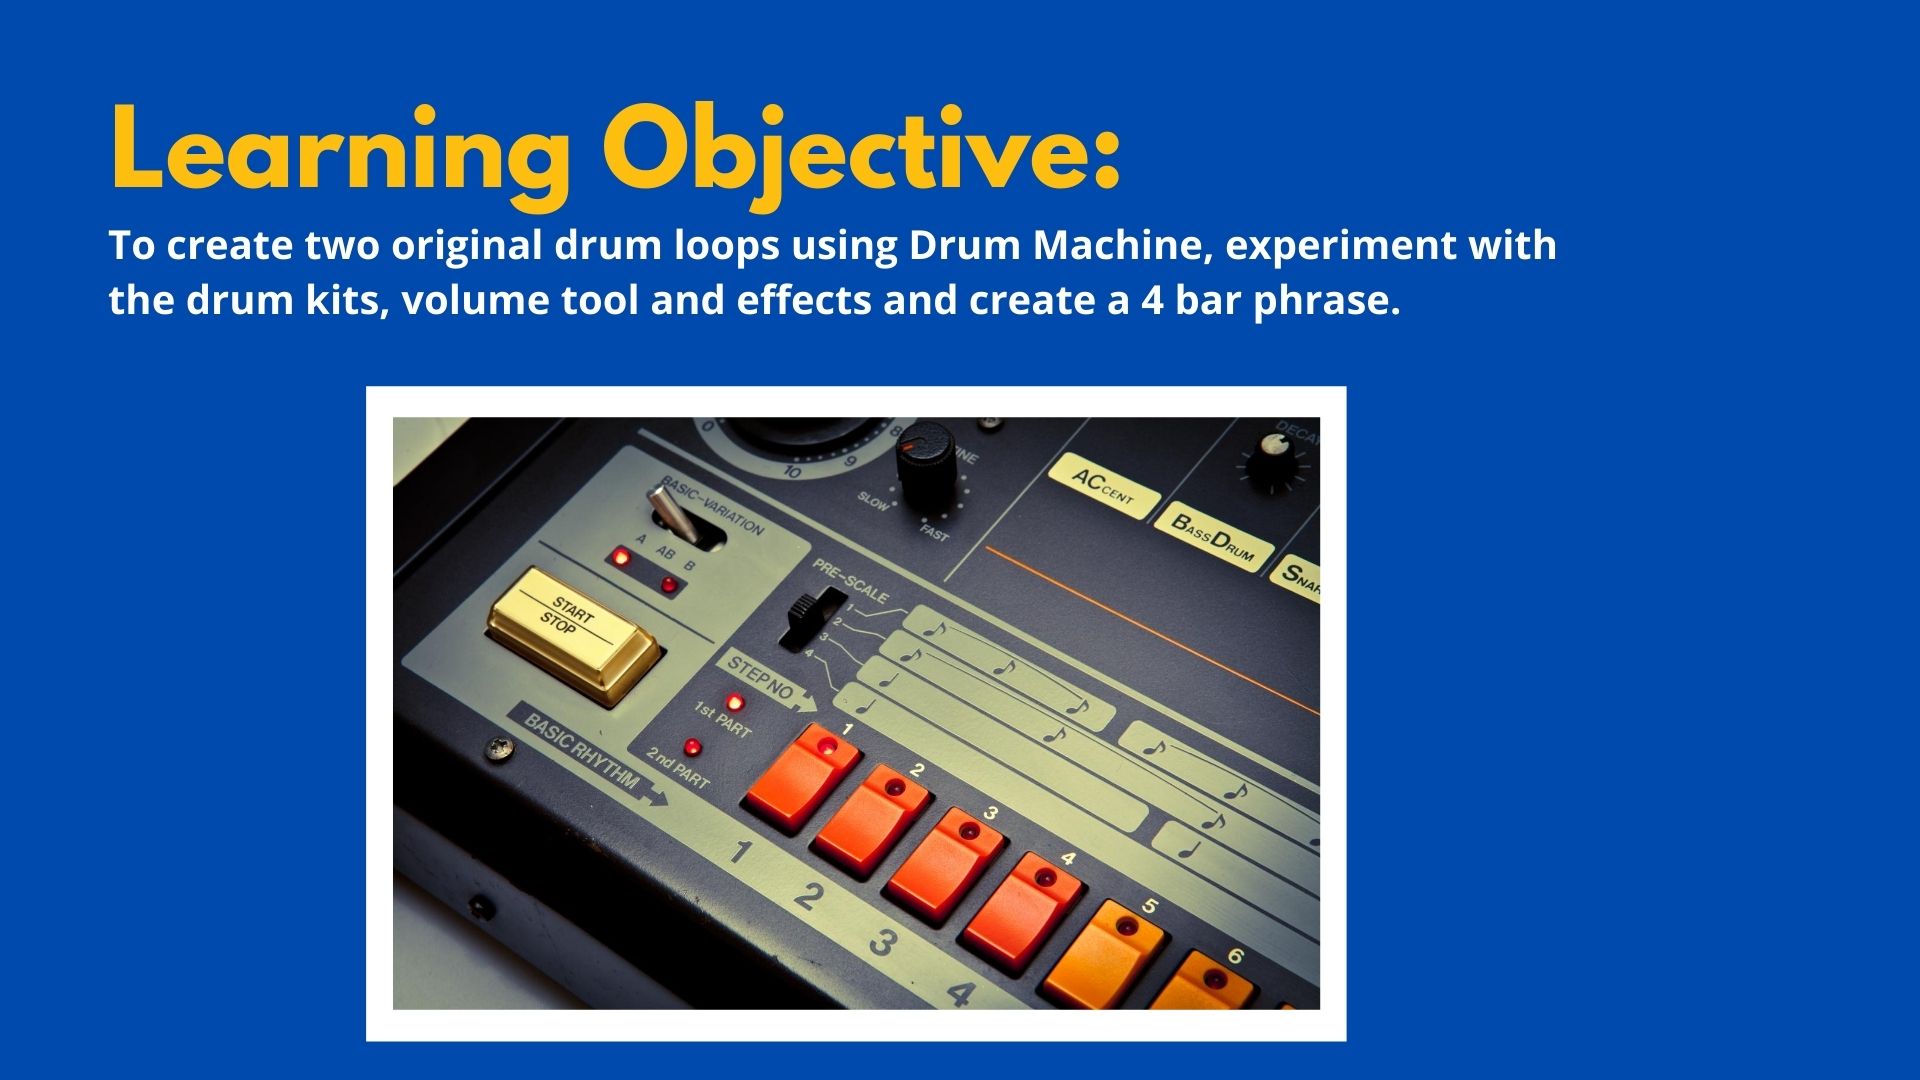 Learning Objective:
To create two original drum loops using Drum Machine, experiment with
the drum kits, volume tool and effects and create a 4 bar phrase.
0
10
9
8
SLOW
FAST
ACCENT
BASSDRUM
BASIC-VARIATION
A
AB
B
START
STOP
PRE-SCALE
1
2
3
4
STEP NO
1st PART
2nd PART
BASIC RHYTHM
1
2
3
4
5
6
1
2
3
4